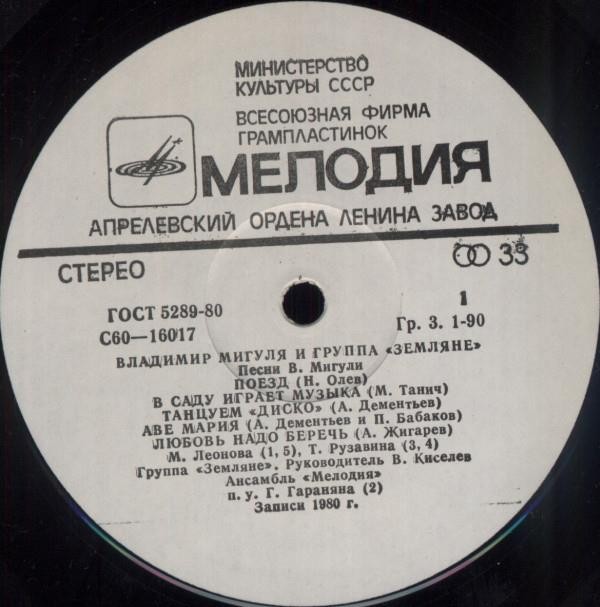 МИНИСТЕРСТВО
КУЛЬТУРЫ СССР
ВСЕСОЮЗНАЯ ФИРМА
ГРАМПЛАСТИНОК
МЕЛОДИЯ
АПРЕЛЕВСКИЙ ОРДЕНА ЛЕНИНА ЗАВОД
СТЕРЕО 33
ГОСТ 5289-80 1
С60—16017 Гр. 3. 1-90
ВЛАДИМИР МИГУЛЯ И ГРУППА «ЗЕМЛЯНЕ»
Песни В. Мигули
ПОЕЗД (Н. Олев)
В САДУ ИГРАЕТ МУЗЫКА (М. Танич)
ТАНЦУЕМ «ДИСКО» (А. Дементьев)
АВЕ МАРИЯ (А. Дементьев и П. Бабаков)
ЛЮБОВЬ НАДО БЕРЕЧЬ (А. Жигарев)
М. Леонова (1, 5), Т. Рузавина (3, 4)
Группа «Земляне». Руководитель В. Киселев
Ансамбль «Мелодия»
п. у. Г. Гараняна (2)
Записи 1980 г.